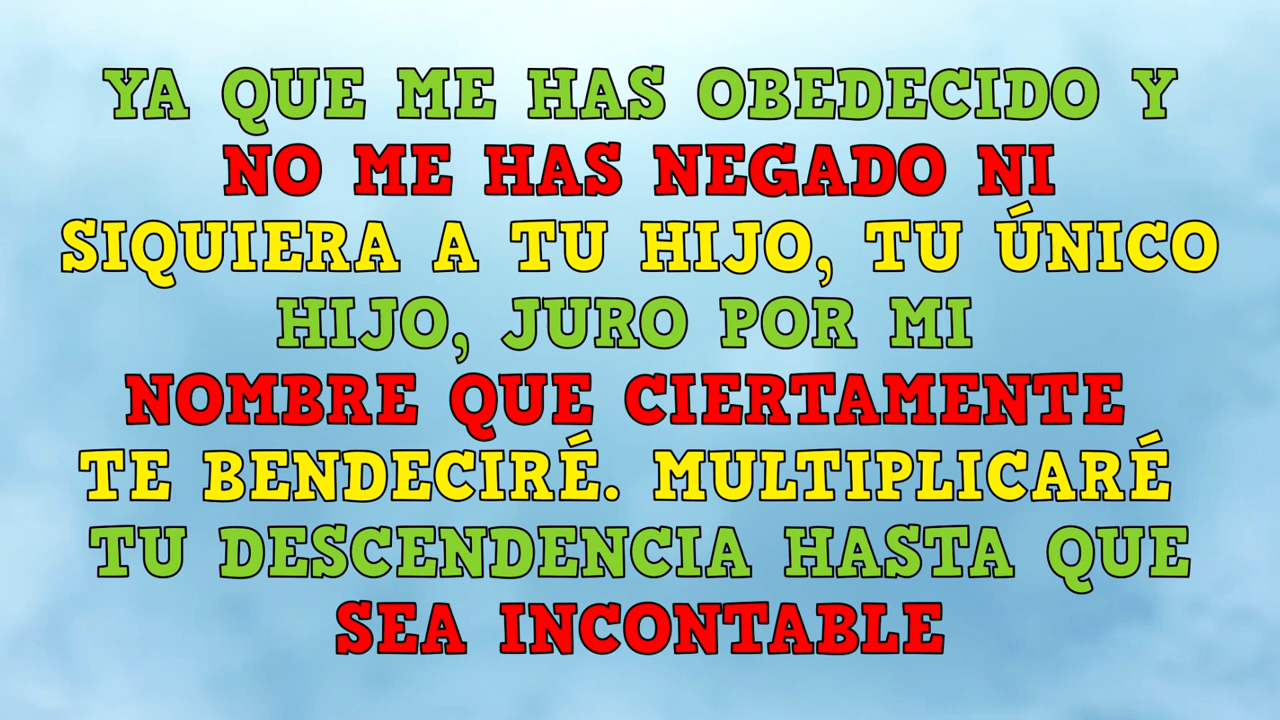 YA QUE ME HAS OBEDECIDO Y
NO ME HAS NEGADO NI
SIQUIERA A TU HIJO, TU ÚNICO
HIJO, JURO POR MI
NOMBRE QUE CIERTAMENTE
TE BENDECIRÉ. MULTIPLICARÉ
TU DESCENDENCIA HASTA QUE
SEA INCONTABLE